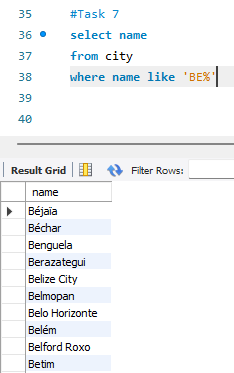 35 #Task 7
36 select name
37 from city
38 where name like 'BE%'
39
40
Result Grid Filter Rows:
name
Béjaïa
Béchar
Benguela
Berazategui
Belize City
Belmopan
Belo Horizonte
Belém
Belford Roxo
Betim